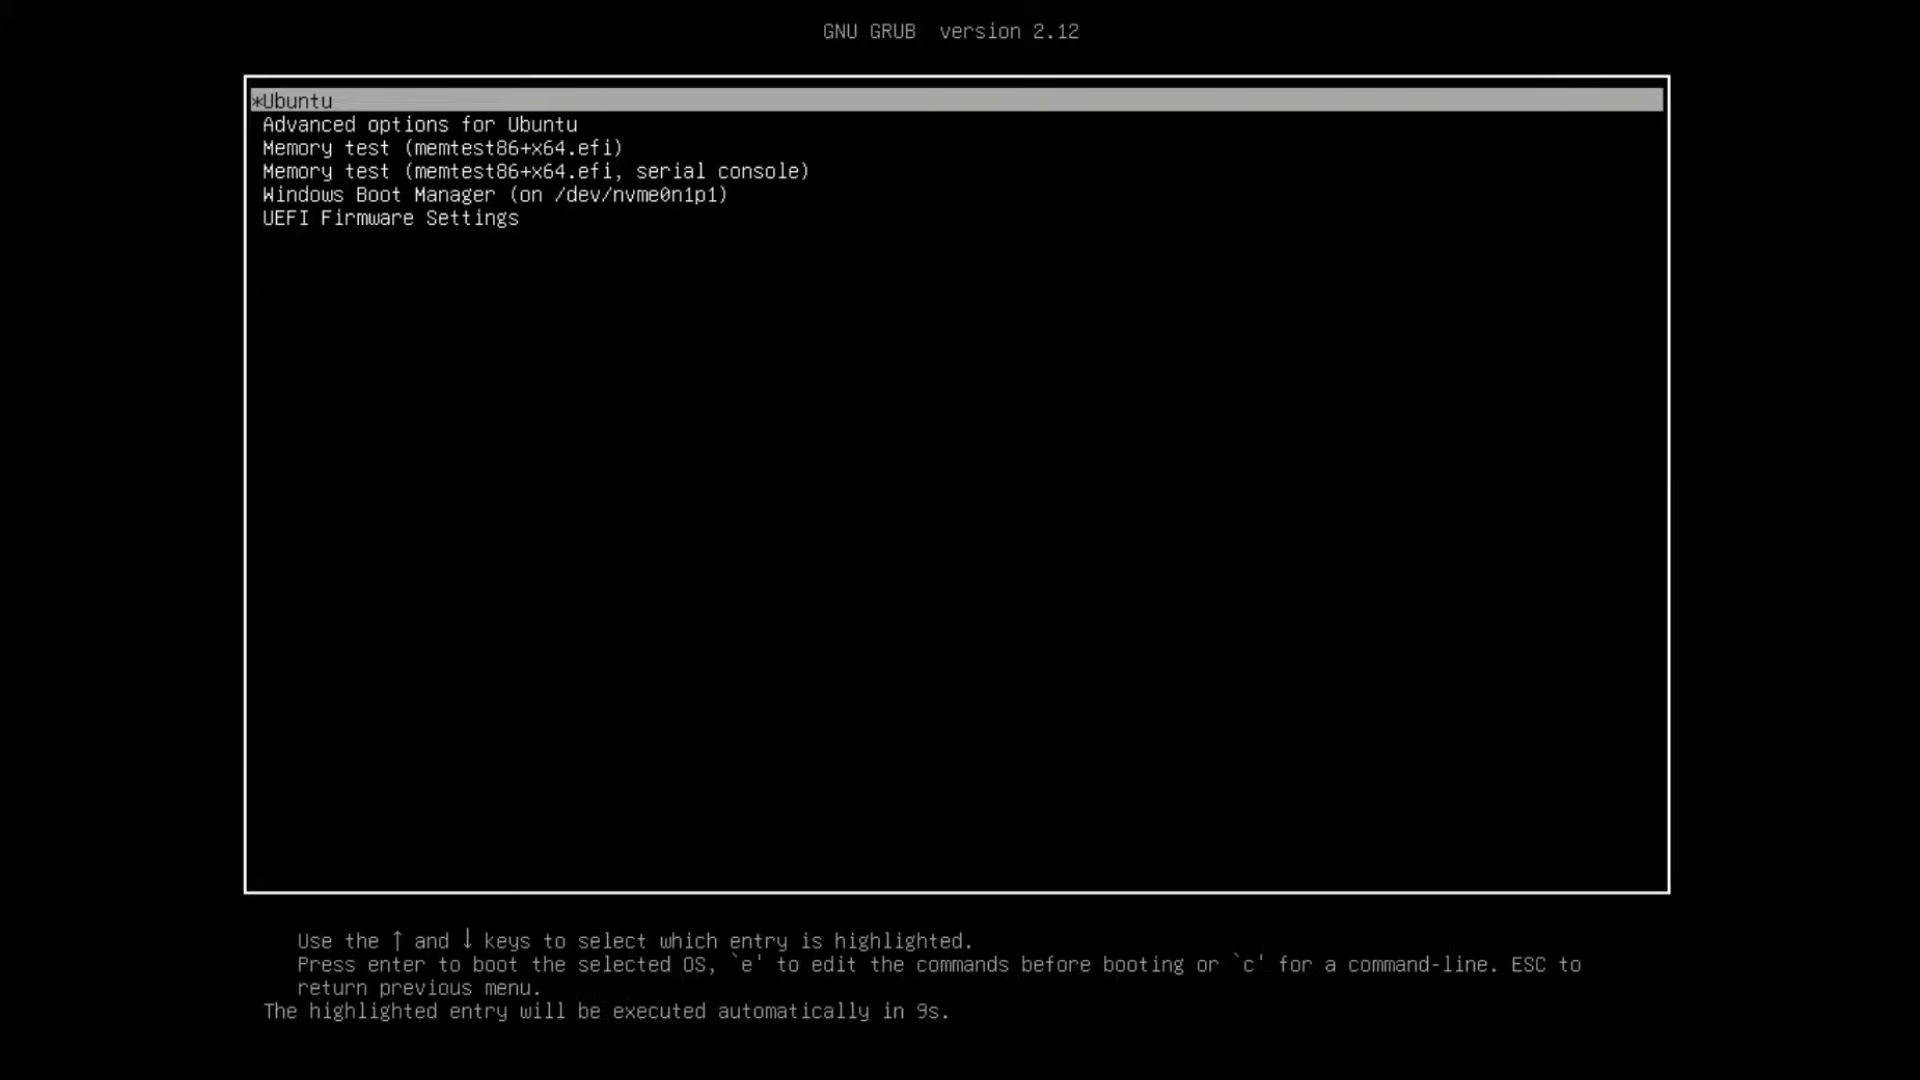 GNU GRUB  version 2.12
*Ubuntu
Advanced options for Ubuntu
Memory test (memtest86+x64.efi)
Memory test (memtest86+x64.efi, serial console)
Windows Boot Manager (on /dev/nvme0n1p1)
UEFI Firmware Settings
Use the ↑ and ↓ keys to select which entry is highlighted.
Press enter to boot the selected OS, `e' to edit the commands before booting or `c' for a command-line. ESC to
return previous menu.
The highlighted entry will be executed automatically in 9s.